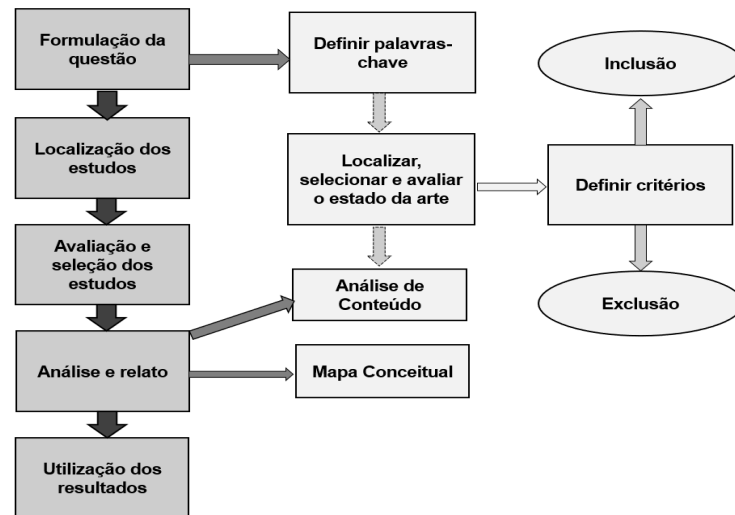 Formulação da
questão
Localização dos
estudos
Avaliação e
seleção dos
estudos
Análise e relato
Utilização dos
resultados
Definir palavras-
chave
Localizar,
selecionar e avaliar
o estado da arte
Análise de
Conteúdo
Mapa Conceitual
Inclusão
Definir critérios
Exclusão